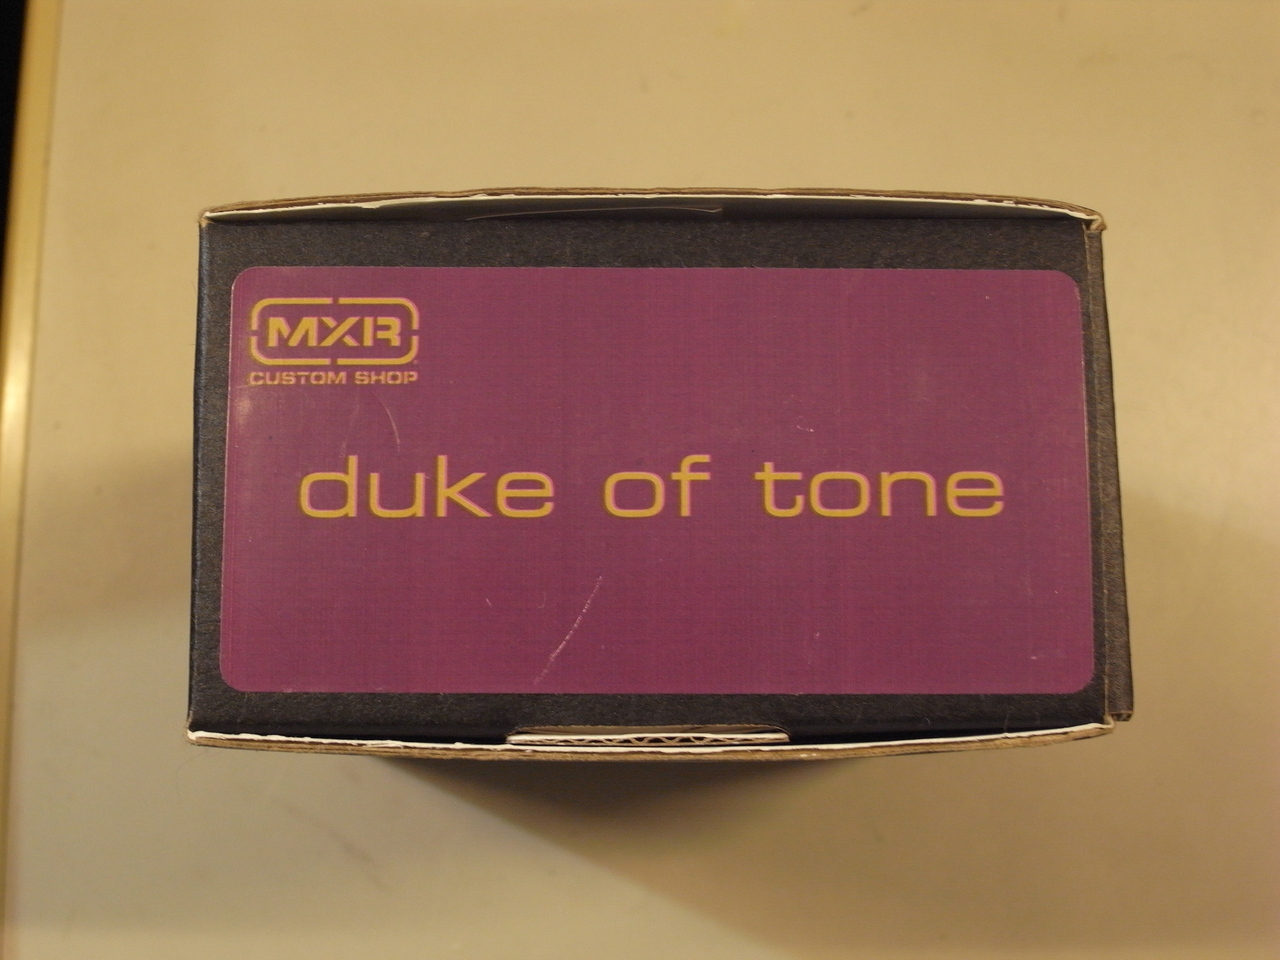 MXR
CUSTOM SHOP
duke of tone